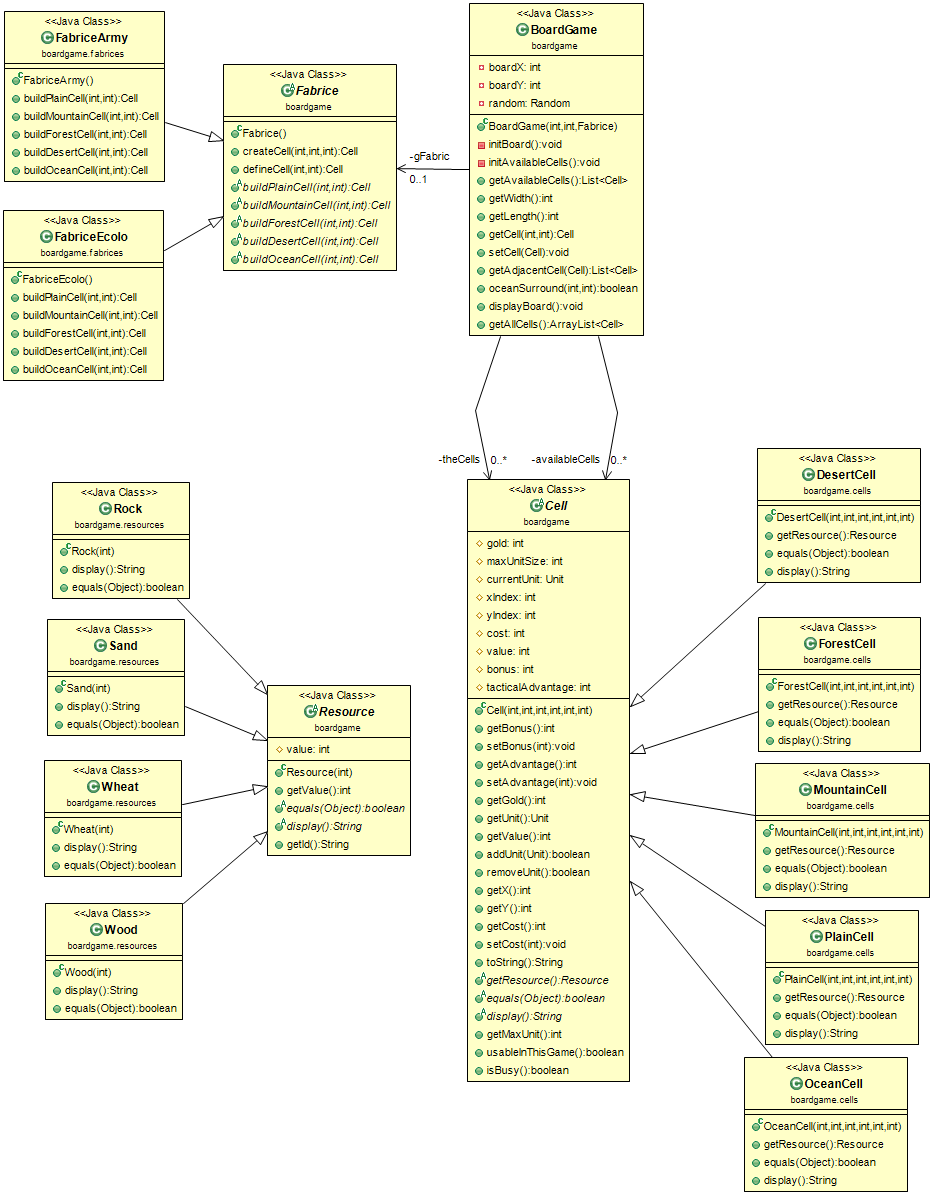 <<Java Class>>
FabriceArmy
boardgame.fabrices
FabriceArmy()
buildPlainCell(int,int):Cell
buildMountainCell(int,int):Cell
buildForestCell(int,int):Cell
buildDesertCell(int,int):Cell
buildOceanCell(int,int):Cell
<<Java Class>>
Fabrice
boardgame
Fabrice()
createCell(int,int,int):Cell
defineCell(int,int):Cell
buildPlainCell(int,int):Cell
buildMountainCell(int,int):Cell
buildForestCell(int,int):Cell
buildDesertCell(int,int):Cell
buildOceanCell(int,int):Cell
-gFabric
0..1
<<Java Class>>
BoardGame
boardgame
boardX: int
boardY: int
random: Random
BoardGame(int,int,Fabrice)
initBoard():void
initAvailableCells():void
getAvailableCells():List<Cell>
getWidth():int
getLength():int
getCell(int,int):Cell
setCell(Cell):void
getAdjacentCell(Cell):List<Cell>
oceanSurround(int,int):boolean
displayBoard():void
getAllCells():ArrayList<Cell>
<<Java Class>>
FabriceEcolo
boardgame.fabrices
FabriceEcolo()
buildPlainCell(int,int):Cell
buildMountainCell(int,int):Cell
buildForestCell(int,int):Cell
buildDesertCell(int,int):Cell
buildOceanCell(int,int):Cell
-theCells 0..*
-availableCells 0..*
<<Java Class>>
Rock
boardgame.resources
Rock(int)
display():String
equals(Object):boolean
<<Java Class>>
Sand
boardgame.resources
Sand(int)
display():String
equals(Object):boolean
<<Java Class>>
Wheat
boardgame.resources
Wheat(int)
display():String
equals(Object):boolean
<<Java Class>>
Wood
boardgame.resources
Wood(int)
display():String
equals(Object):boolean
<<Java Class>>
Resource
boardgame
value: int
Resource(int)
getValue():int
equals(Object):boolean
display():String
getId():String
<<Java Class>>
Cell
boardgame
gold: int
maxUnitSize: int
currentUnit: Unit
xIndex: int
yIndex: int
cost: int
value: int
bonus: int
tacticalAdvantage: int
Cell(int,int,int,int,int,int)
getBonus():int
setBonus(int):void
getAdvantage():int
setAdvantage(int):void
getGold():int
getUnit():Unit
getValue():int
addUnit(Unit):boolean
removeUnit():boolean
getX():int
getY():int
getCost():int
setCost(int):void
toString():String
getResource():Resource
equals(Object):boolean
display():String
getMaxUnit():int
usableInThisGame():boolean
isBusy():boolean
<<Java Class>>
DesertCell
boardgame.cells
DesertCell(int,int,int,int,int,int)
getResource():Resource
equals(Object):boolean
display():String
<<Java Class>>
ForestCell
boardgame.cells
ForestCell(int,int,int,int,int,int)
getResource():Resource
equals(Object):boolean
display():String
<<Java Class>>
MountainCell
boardgame.cells
MountainCell(int,int,int,int,int,int)
getResource():Resource
equals(Object):boolean
display():String
<<Java Class>>
PlainCell
boardgame.cells
PlainCell(int,int,int,int,int,int)
getResource():Resource
equals(Object):boolean
display():String
<<Java Class>>
OceanCell
boardgame.cells
OceanCell(int,int,int,int,int,int)
getResource():Resource
equals(Object):boolean
display():String